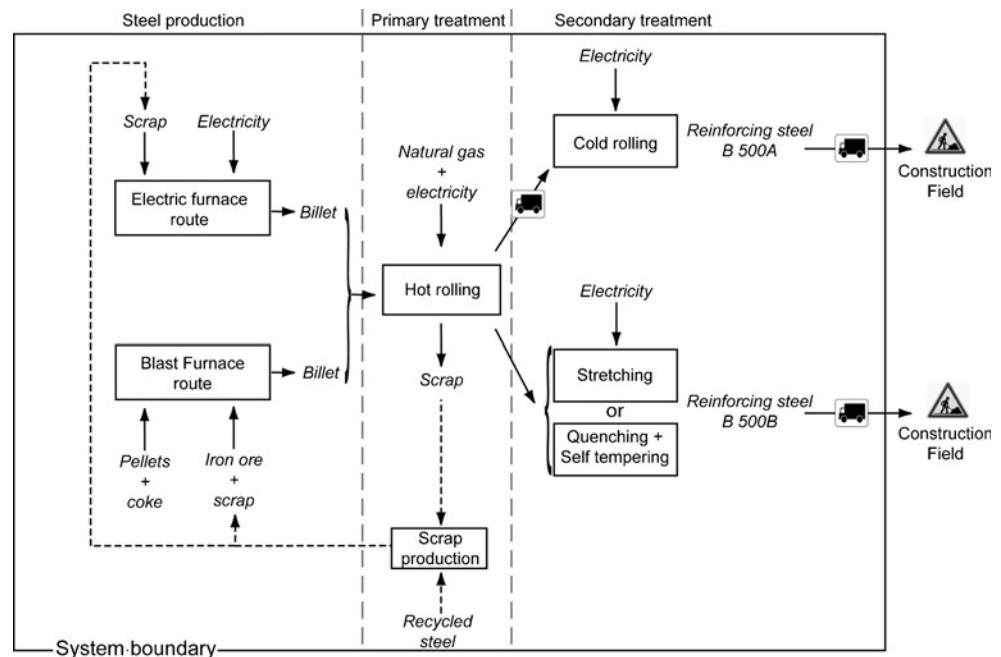 Steel production
Primary treatment
Secondary treatment
Scrap
Electricity
Electric furnace
route
Billet
Blast Furnace
route
Billet
Pellets
+
coke
Iron ore
+
scrap
Natural gas
+
electricity
Hot rolling
Scrap
Scrap
production
Recycled
steel
Electricity
Cold rolling
Reinforcing steel
B 500A
Construction
Field
Electricity
Stretching
or
Quenching +
Self tempering
Reinforcing steel
B 500B
Construction
Field
System boundary